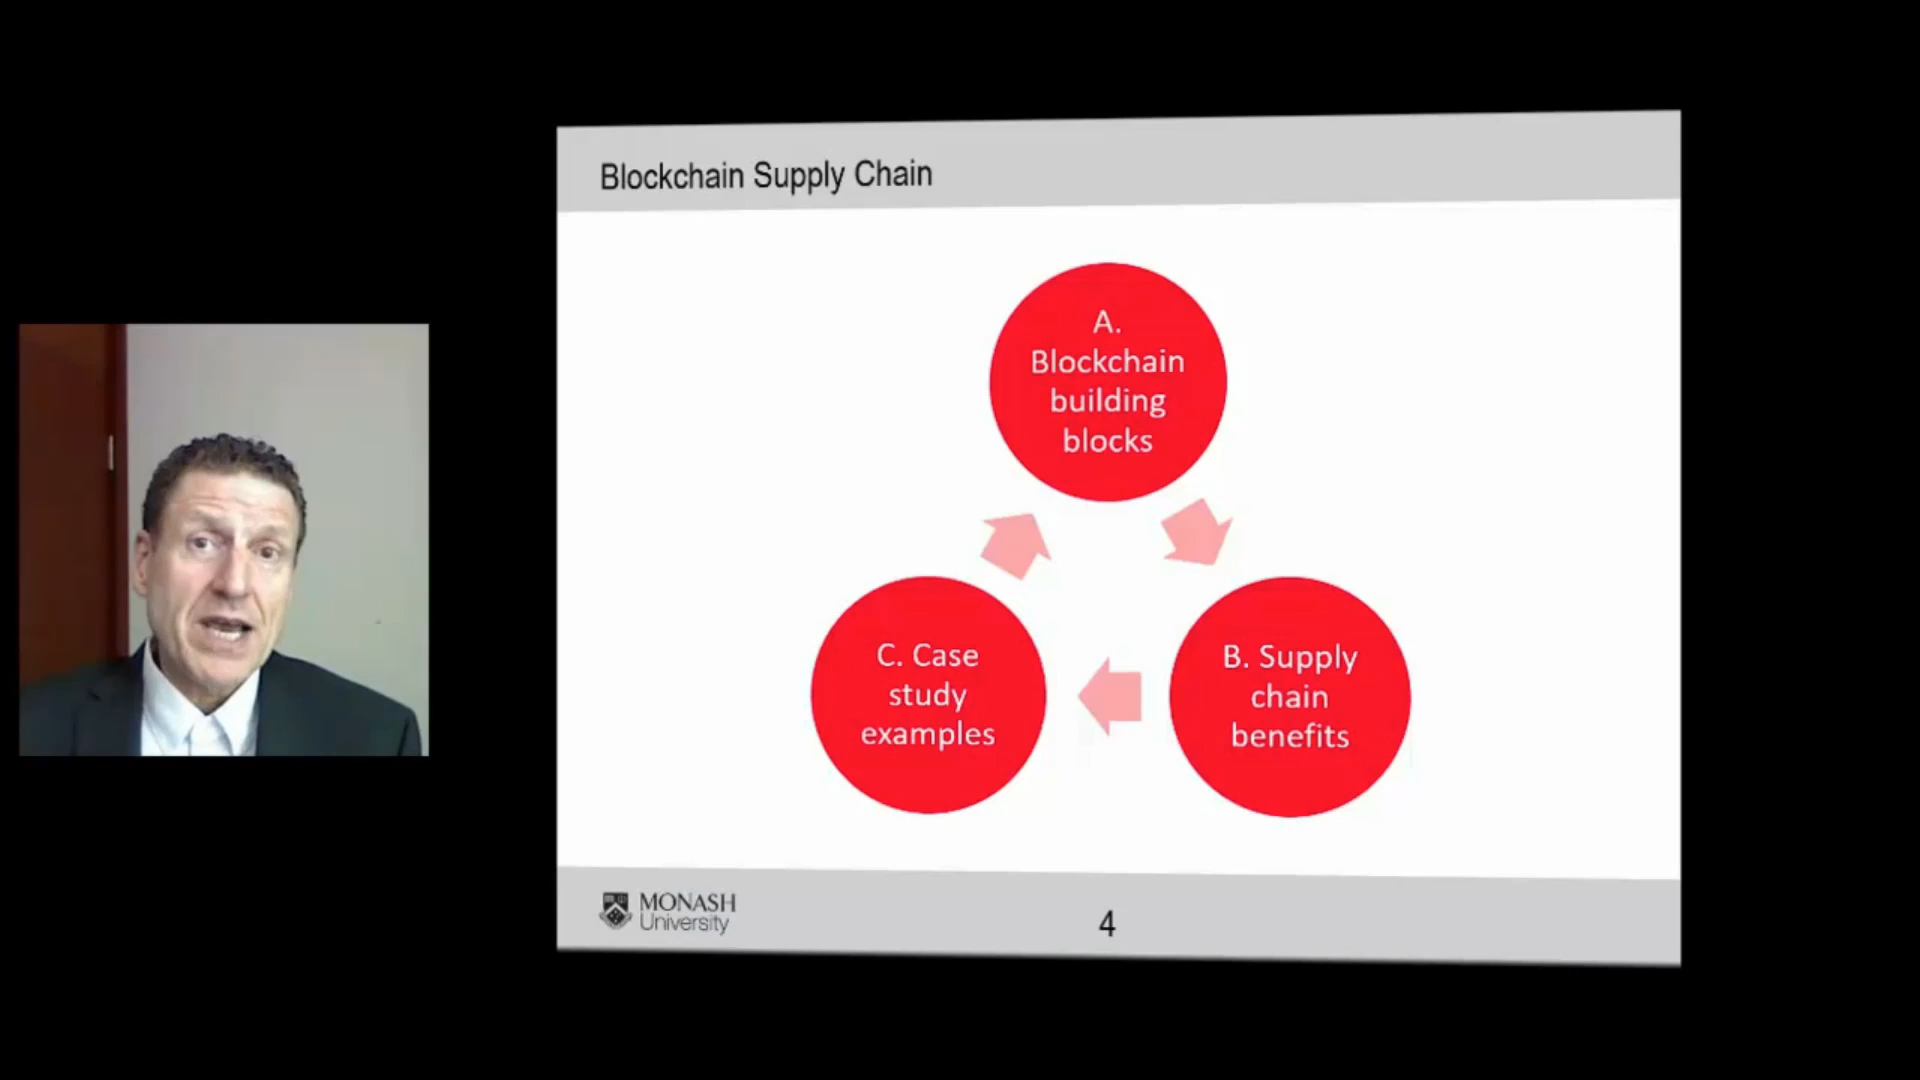 Blockchain Supply Chain
A.
Blockchain
building
blocks
B. Supply
chain
benefits
C. Case
study
examples
MONASH
University
4